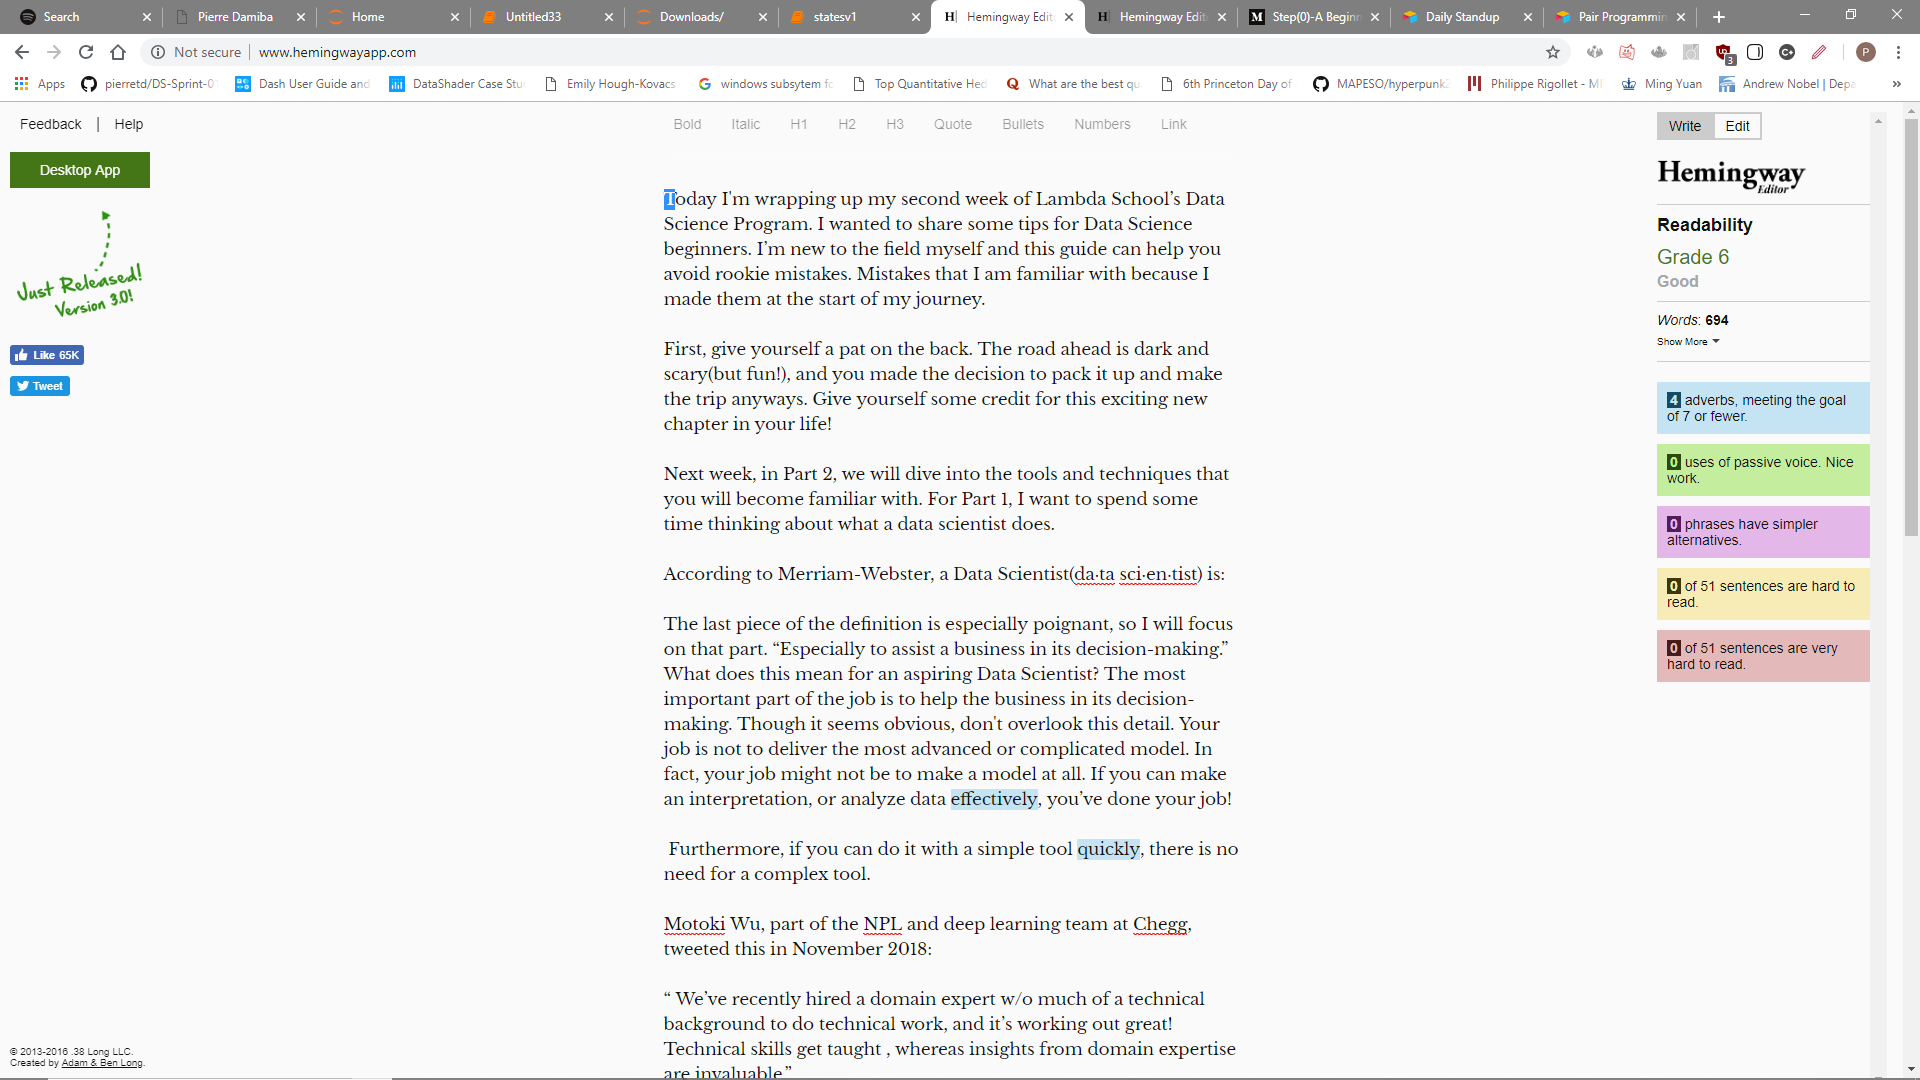 Search
Pierre Damiba
Home
Untitled33
Downloads/
statesv1
Hemingway Edit
Hemingway Edit
Step(0)-A Beginn
Daily Standup
Pair Programmin
Not secure
www.hemingwayapp.com
3
P
Apps
pierretd/DS-Sprint-0
Dash User Guide and
DataShader Case Stu
Emily Hough-Kovacs
windows subsytem fo
Top Quantitative Hed
What are the best qu
6th Princeton Day of
MAPESO/hyperpunk
Philippe Rigollet - M
Ming Yuan
Andrew Nobel | Depa
»
Feedback | Help
Bold Italic H1 H2 H3 Quote Bullets Numbers Link
Write Edit
Desktop App
Just Released!
Version 3.0!
Like 65K
Tweet
Today I'm wrapping up my second week of Lambda School’s Data
Science Program. I wanted to share some tips for Data Science
beginners. I’m new to the field myself and this guide can help you
avoid rookie mistakes. Mistakes that I am familiar with because I
made them at the start of my journey.
First, give yourself a pat on the back. The road ahead is dark and
scary(but fun!), and you made the decision to pack it up and make
the trip anyways. Give yourself some credit for this exciting new
chapter in your life!
Next week, in Part 2, we will dive into the tools and techniques that
you will become familiar with. For Part 1, I want to spend some
time thinking about what a data scientist does.
According to Merriam-Webster, a Data Scientist(da·ta sci·en·tist) is:
The last piece of the definition is especially poignant, so I will focus
on that part. “Especially to assist a business in its decision-making.”
What does this mean for an aspiring Data Scientist? The most
important part of the job is to help the business in its decision-
making. Though it seems obvious, don't overlook this detail. Your
job is not to deliver the most advanced or complicated model. In
fact, your job might not be to make a model at all. If you can make
an interpretation, or analyze data effectively, you’ve done your job!
Furthermore, if you can do it with a simple tool quickly, there is no
need for a complex tool.
Motoki Wu, part of the NPL and deep learning team at Chegg,
tweeted this in November 2018:
“ We’ve recently hired a domain expert w/o much of a technical
background to do technical work, and it’s working out great!
Technical skills get taught , whereas insights from domain expertise
are invaluable”
Hemingway
Editor
Readability
Grade 6
Good
Words: 694
Show More
4 adverbs, meeting the goal
of 7 or fewer.
0 uses of passive voice. Nice
work.
0 phrases have simpler
alternatives.
0 of 51 sentences are hard to
read.
0 of 51 sentences are very
hard to read.
© 2013-2016 .38 Long LLC.
Created by Adam & Ben Long.